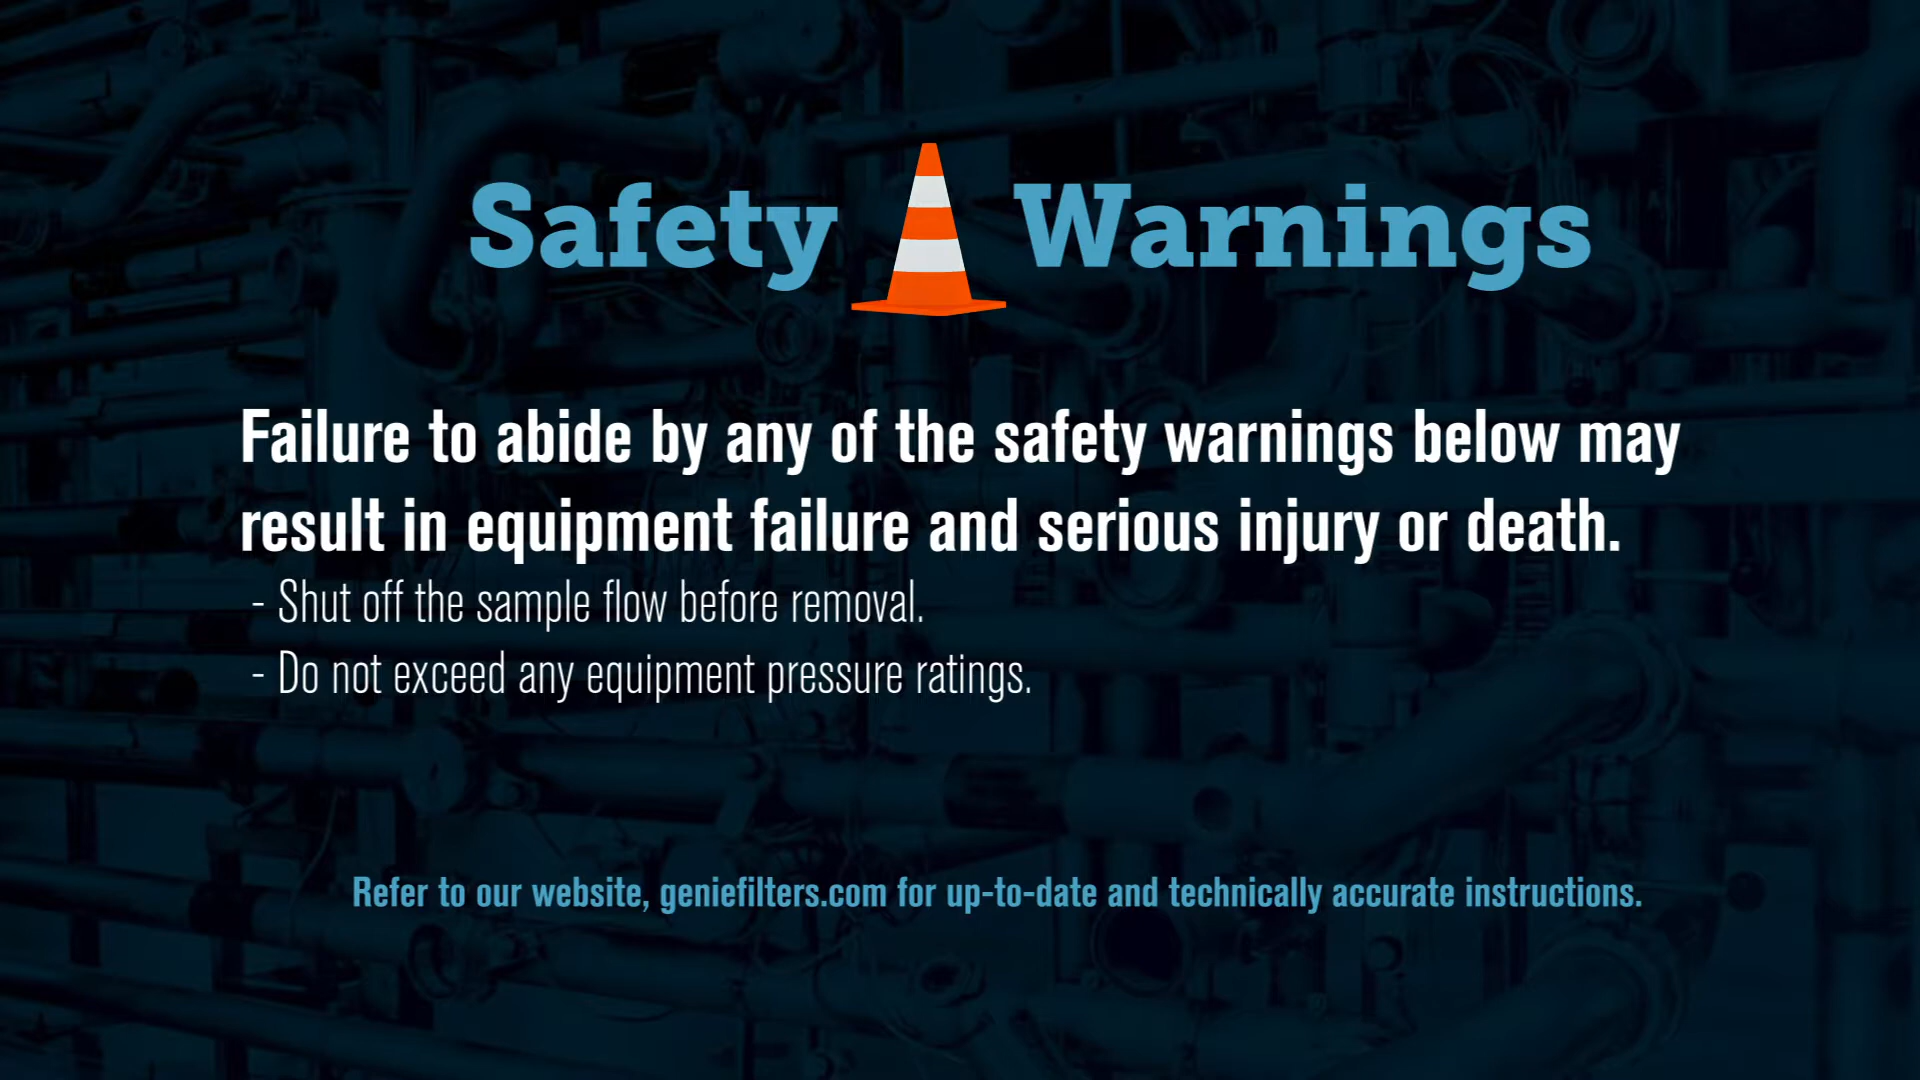 Safety Warnings
Failure to abide by any of the safety warnings below may
result in equipment failure and serious injury or death.
- Shut off the sample flow before removal.
- Do not exceed any equipment pressure ratings.
Refer to our website, geniefilters.com for up-to-date and technically accurate instructions.